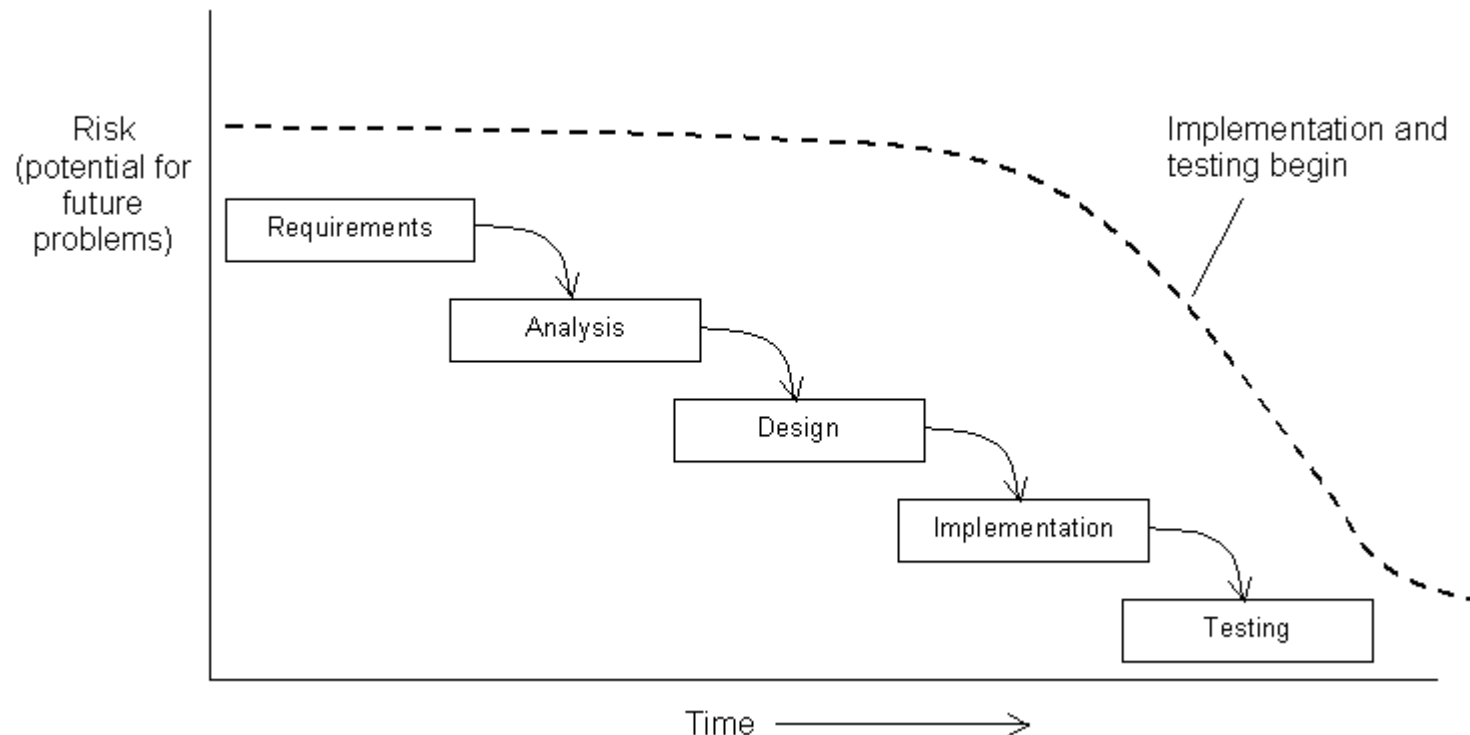 Risk
(potential for
future
problems)
Implementation and
testing begin
Requirements
Analysis
Design
Implementation
Testing
Time